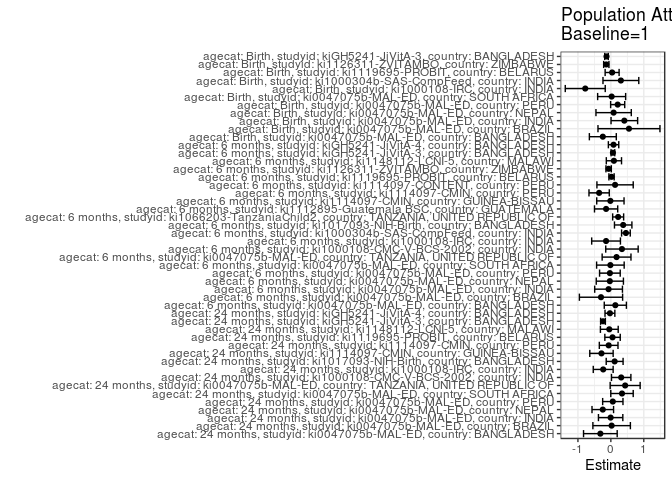 Population Att
Baseline=1
agecat: Birth, studyid: kiGH5241-JiVitA-3, country: BANGLADESH
agecat: Birth, studyid: ki1126311-ZVITAMBO, country: ZIMBABWE
agecat: Birth, studyid: ki1119695-PROBIT, country: BELARUS
agecat: Birth, studyid: ki1000304b-SAS-CompFeed, country: INDIA
agecat: Birth, studyid: ki1000108-IRC, country: INDIA
agecat: Birth, studyid: ki0047075b-MAL-ED, country: SOUTH AFRICA
agecat: Birth, studyid: ki0047075b-MAL-ED, country: PERU
agecat: Birth, studyid: ki0047075b-MAL-ED, country: NEPAL
agecat: Birth, studyid: ki0047075b-MAL-ED, country: INDIA
agecat: Birth, studyid: ki0047075b-MAL-ED, country: BRAZIL
agecat: Birth, studyid: ki0047075b-MAL-ED, country: BANGLADESH
agecat: 6 months, studyid: kiGH5241-JiVitA-4, country: BANGLADESH
agecat: 6 months, studyid: kiGH5241-JiVitA-3, country: BANGLADESH
agecat: 6 months, studyid: ki1148112-LCNI-5, country: MALAWI
agecat: 6 months, studyid: ki1126311-ZVITAMBO, country: ZIMBABWE
agecat: 6 months, studyid: ki1119695-PROBIT, country: BELARUS
agecat: 6 months, studyid: ki1114097-CONTENT, country: PERU
agecat: 6 months, studyid: ki1114097-CMIN, country: PERU
agecat: 6 months, studyid: ki1114097-CMIN, country: GUINEA-BISSAU
agecat: 6 months, studyid: ki1112895-Guatemala BSC, country: GUATEMALA
agecat: 6 months, studyid: ki1066203-TanzaniaChild2, country: TANZANIA, UNITED REPUBLIC OF
agecat: 6 months, studyid: ki1017093-NIH-Birth, country: BANGLADESH
agecat: 6 months, studyid: ki1000304b-SAS-CompFeed, country: INDIA
agecat: 6 months, studyid: ki1000108-IRC, country: INDIA
agecat: 6 months, studyid: ki1000108-CMC-V-BCS-2002, country: INDIA
agecat: 6 months, studyid: ki0047075b-MAL-ED, country: TANZANIA, UNITED REPUBLIC OF
agecat: 6 months, studyid: ki0047075b-MAL-ED, country: SOUTH AFRICA
agecat: 6 months, studyid: ki0047075b-MAL-ED, country: PERU
agecat: 6 months, studyid: ki0047075b-MAL-ED, country: NEPAL
agecat: 6 months, studyid: ki0047075b-MAL-ED, country: INDIA
agecat: 6 months, studyid: ki0047075b-MAL-ED, country: BRAZIL
agecat: 6 months, studyid: ki0047075b-MAL-ED, country: BANGLADESH
agecat: 24 months, studyid: kiGH5241-JiVitA-4, country: BANGLADESH
agecat: 24 months, studyid: kiGH5241-JiVitA-3, country: BANGLADESH
agecat: 24 months, studyid: ki1148112-LCNI-5, country: MALAWI
agecat: 24 months, studyid: ki1119695-PROBIT, country: BELARUS
agecat: 24 months, studyid: ki1114097-CMIN, country: PERU
agecat: 24 months, studyid: ki1114097-CMIN, country: GUINEA-BISSAU
agecat: 24 months, studyid: ki1017093-NIH-Birth, country: BANGLADESH
agecat: 24 months, studyid: ki1000108-IRC, country: INDIA
agecat: 24 months, studyid: ki1000108-CMC-V-BCS-2002, country: INDIA
agecat: 24 months, studyid: ki0047075b-MAL-ED, country: TANZANIA, UNITED REPUBLIC OF
agecat: 24 months, studyid: ki0047075b-MAL-ED, country: SOUTH AFRICA
agecat: 24 months, studyid: ki0047075b-MAL-ED, country: PERU
agecat: 24 months, studyid: ki0047075b-MAL-ED, country: NEPAL
agecat: 24 months, studyid: ki0047075b-MAL-ED, country: INDIA
agecat: 24 months, studyid: ki0047075b-MAL-ED, country: BRAZIL
agecat: 24 months, studyid: ki0047075b-MAL-ED, country: BANGLADESH
-1 0 1
Estimate